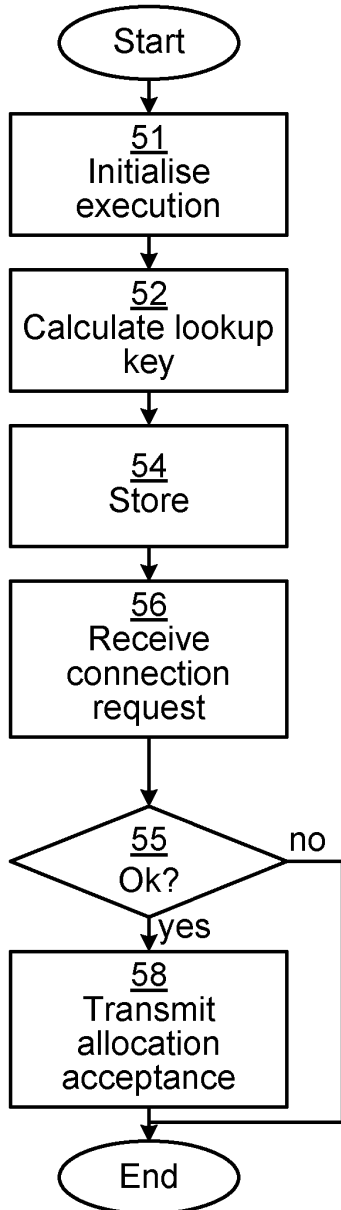 Start
51
Initialise
execution
52
Calculate lookup
key
54
Store
56
Receive
connection
request
55
Ok?
no
yes
58
Transmit
allocation
acceptance
End